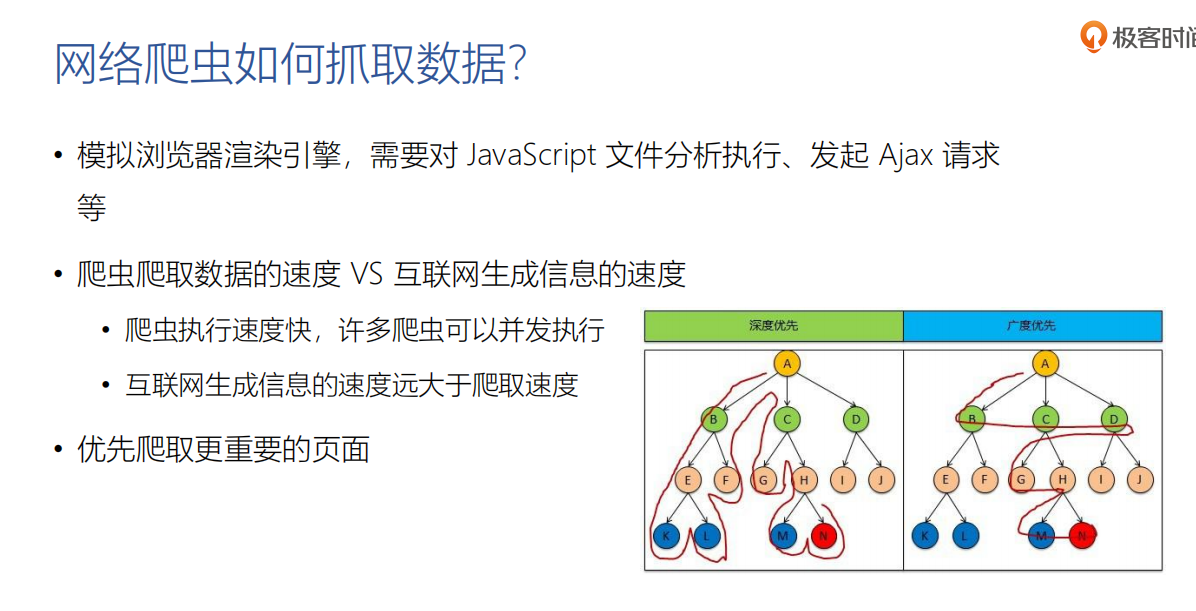 极客时间
网络爬虫如何抓取数据?
• 模拟浏览器渲染引擎，需要对 JavaScript 文件分析执行、发起 Ajax 请求
等
• 爬虫爬取数据的速度 VS 互联网生成信息的速度
• 爬虫执行速度快，许多爬虫可以并发执行
• 互联网生成信息的速度远大于爬取速度
• 优先爬取更重要的页面
深度优先
广度优先
A
B C D
E F G H I J
K L M N
A
B C D
E F G H I J
K L M N